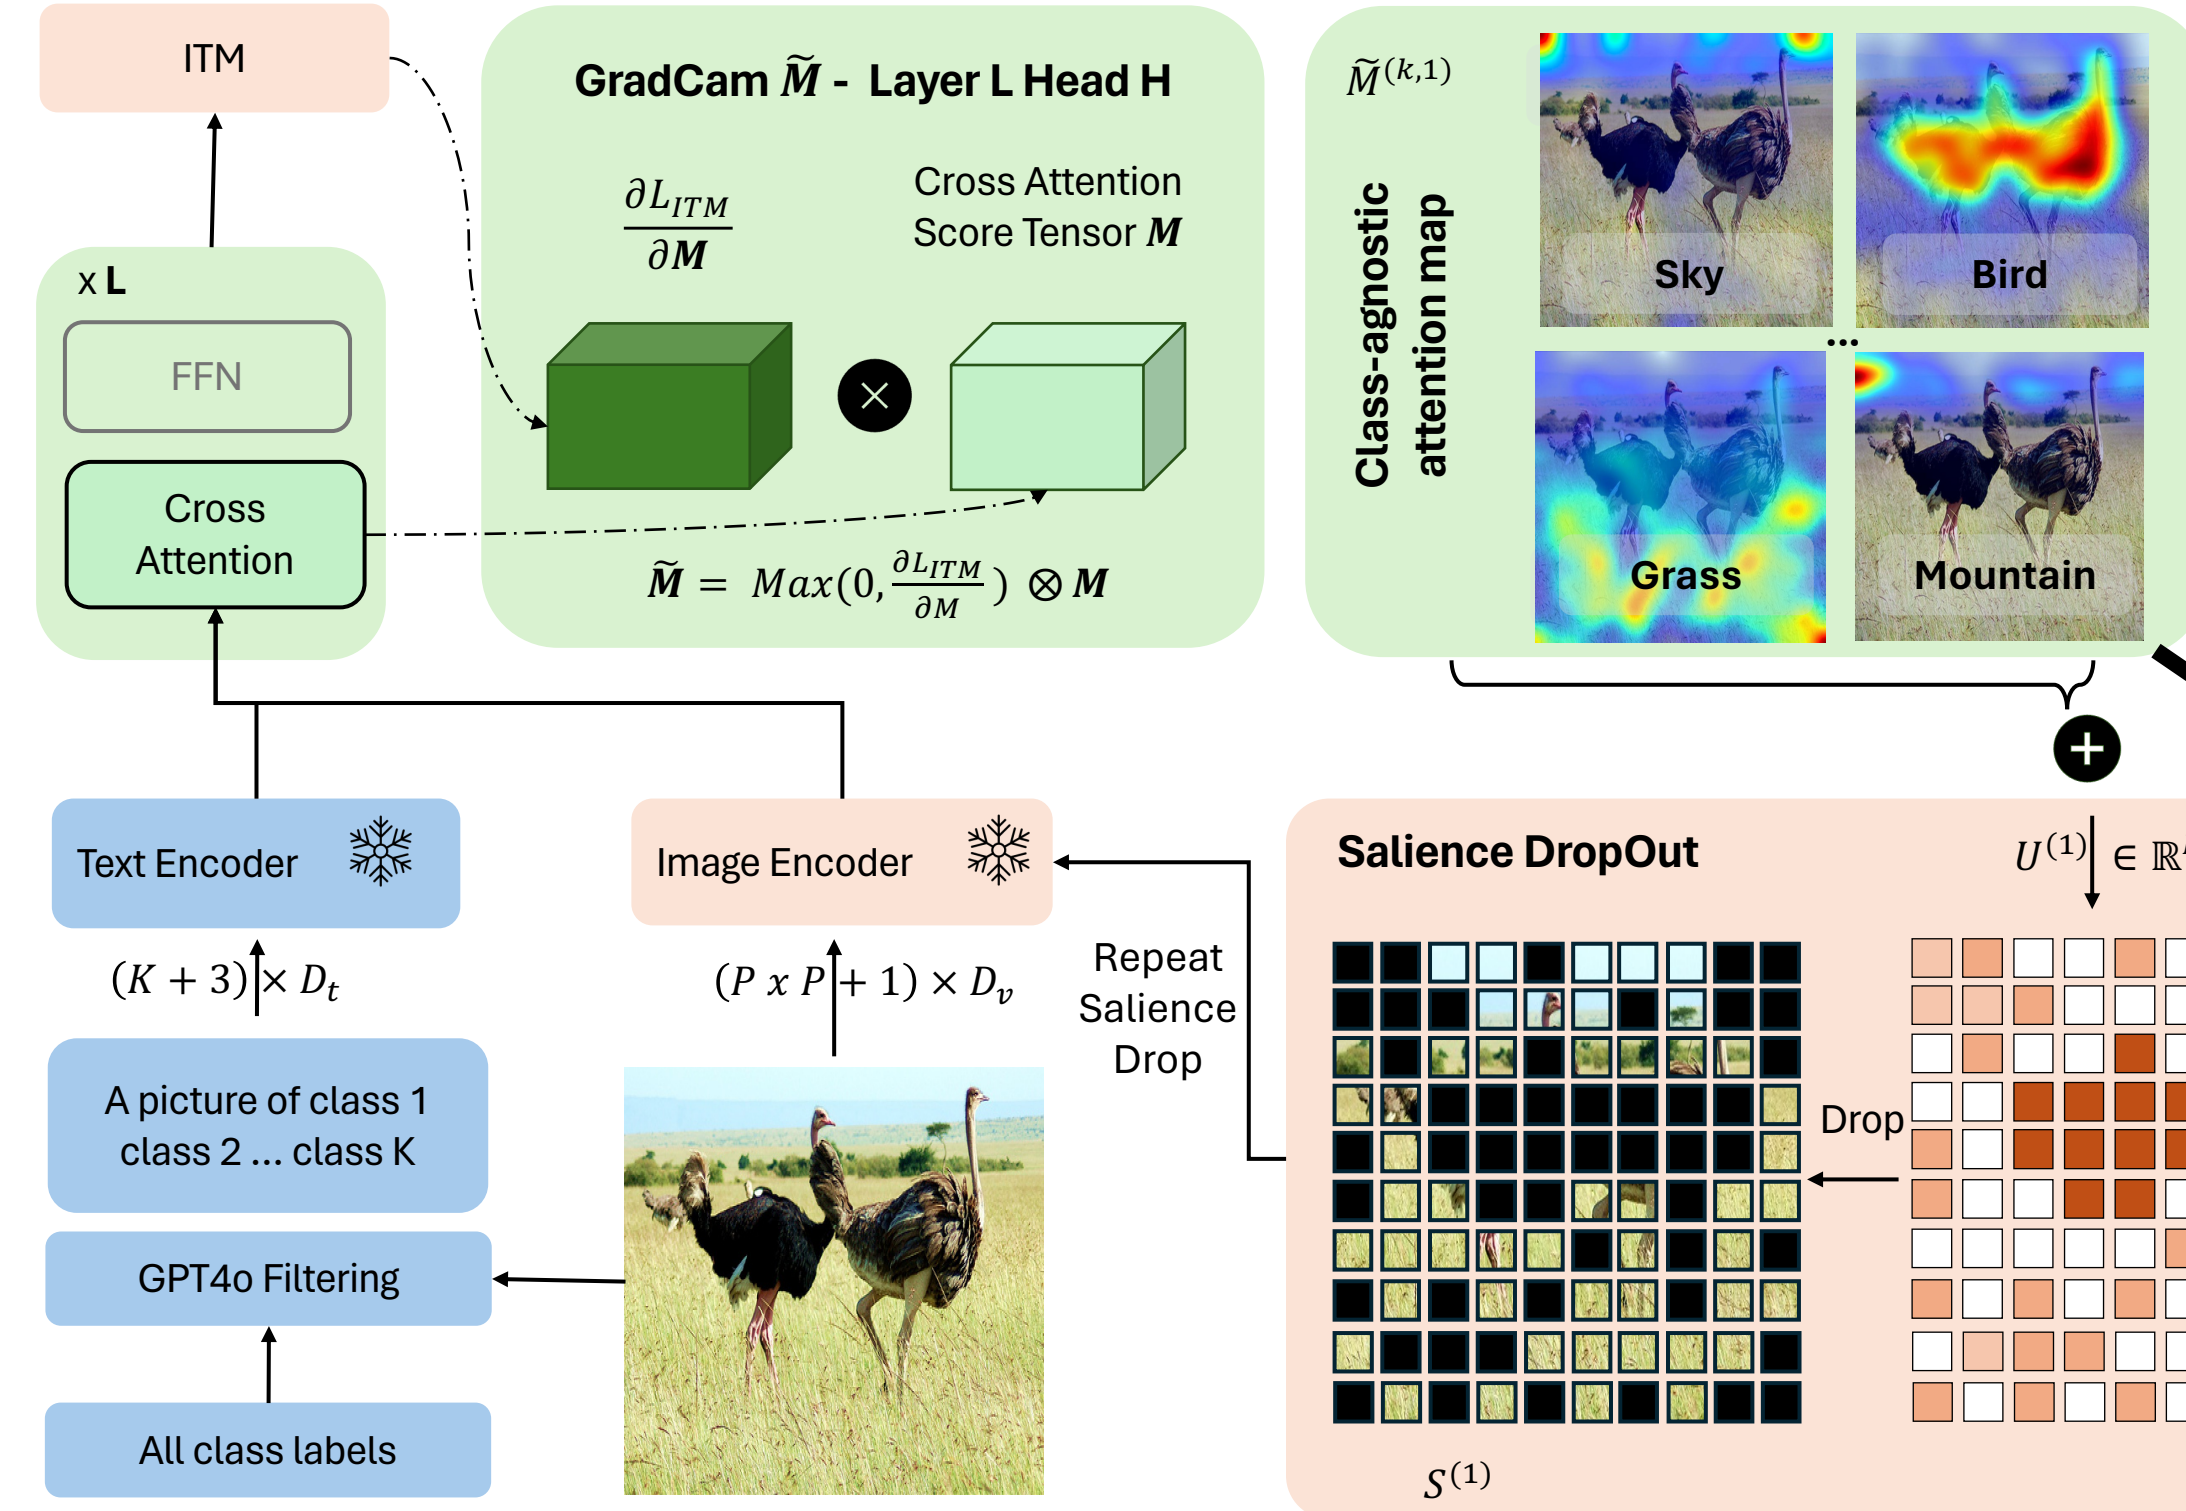 ITM
x L
FFN
Cross
Attention
GradCam M̃ - Layer L Head H
∂L_ITM
∂M
Cross Attention
Score Tensor M
×
M̃ = Max(0, ∂L_ITM/∂M) ⊗ M
M̃^(k,1)
Class-agnostic
attention map
Sky
Bird
...
Grass
Mountain
+
Text Encoder
Image Encoder
(K + 3) × D_t
(P x P + 1) × D_v
A picture of class 1
class 2 ... class K
GPT4o Filtering
All class labels
Repeat
Salience
Drop
Salience DropOut
U^(1) ∈ ℝ
Drop
S^(1)